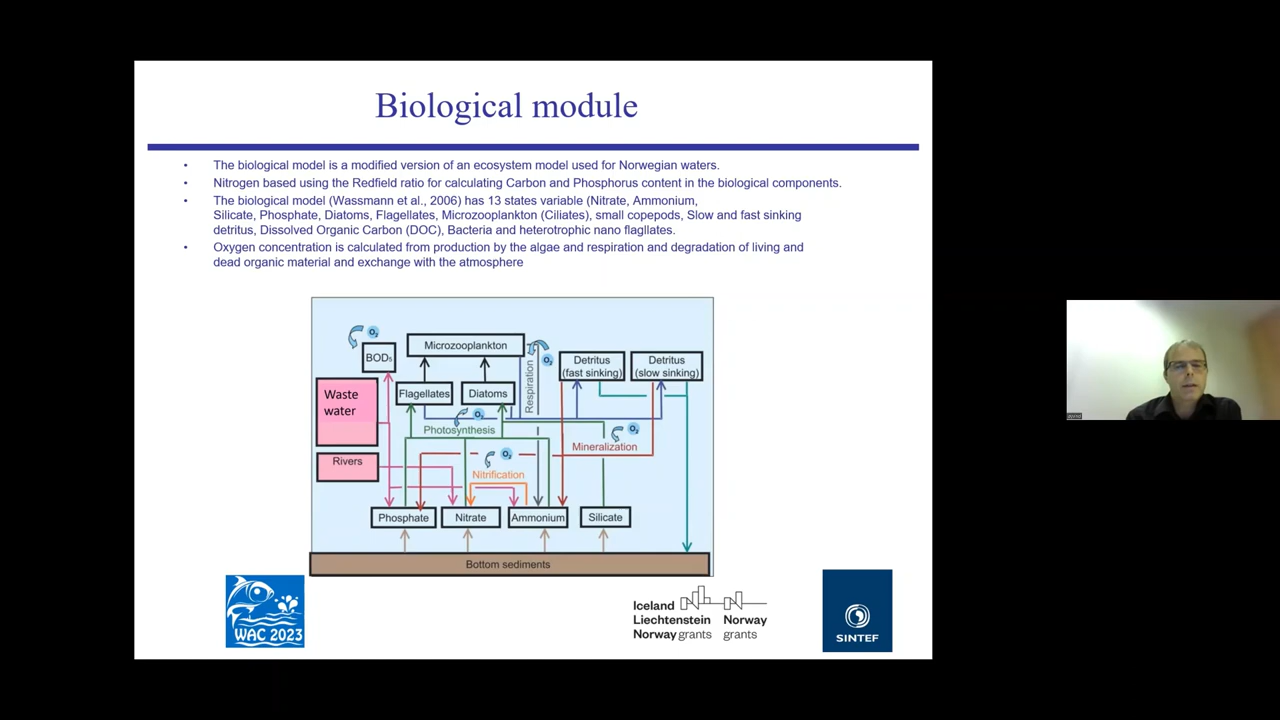 Biological module
• The biological model is a modified version of an ecosystem model used for Norwegian waters.
• Nitrogen based using the Redfield ratio for calculating Carbon and Phosphorus content in the biological components.
• The biological model (Wassmann et al., 2006) has 13 states variable (Nitrate, Ammonium,
Silicate, Phosphate, Diatoms, Flagellates, Microzooplankton (Ciliates), small copepods, Slow and fast sinking
detritus, Dissolved Organic Carbon (DOC), Bacteria and heterotrophic nano flagllates.
• Oxygen concentration is calculated from production by the algae and respiration and degradation of living and
dead organic material and exchange with the atmosphere
O₂
BOD₅
Microzooplankton
O₂
Detritus
(fast sinking)
Detritus
(slow sinking)
Waste
water
Flagellates
Diatoms
Respiration
O₂
Photosynthesis
O₂
Mineralization
O₂
Rivers
Nitrification
Phosphate
Nitrate
Ammonium
Silicate
Bottom sediments
WAC 2023
Iceland
Liechtenstein
Norway grants
Norway
grants
SINTEF